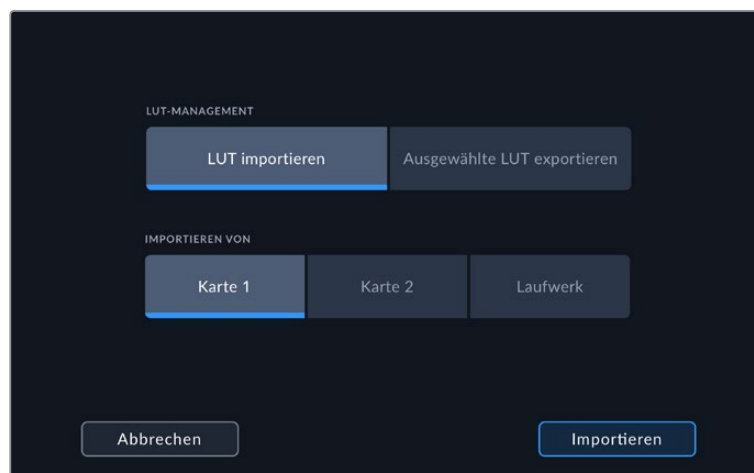 LUT-MANAGEMENT
LUT importieren
Ausgewählte LUT exportieren
IMPORTIEREN VON
Karte 1
Karte 2
Laufwerk
Abbrechen
Importieren